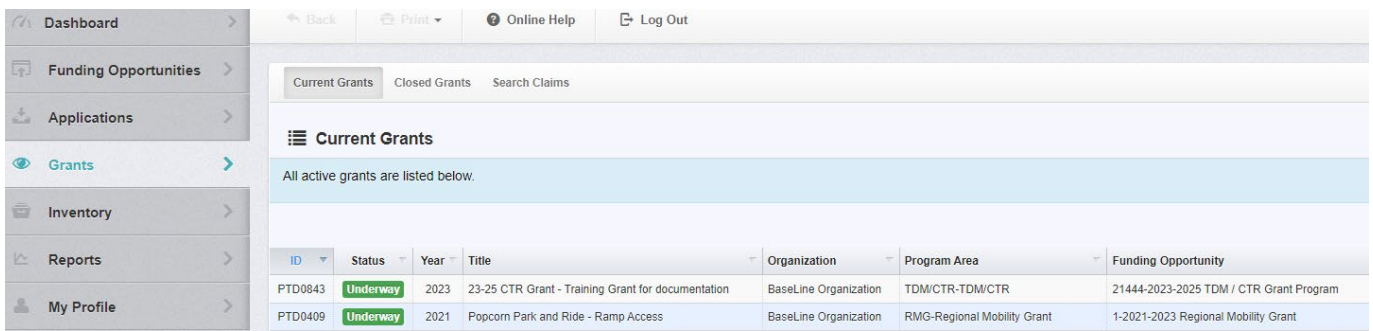 Dashboard
Back Print Online Help Log Out
Funding Opportunities
Current Grants Closed Grants Search Claims
Applications
Current Grants
Grants
All active grants are listed below.
Inventory
Reports
ID Status Year Title Organization Program Area Funding Opportunity
PTD0843 Underway 2023 23-25 CTR Grant - Training Grant for documentation BaseLine Organization TDM/CTR-TDM/CTR 21444-2023-2025 TDM / CTR Grant Program
My Profile
PTD0409 Underway 2021 Popcorn Park and Ride - Ramp Access BaseLine Organization RMG-Regional Mobility Grant 1-2021-2023 Regional Mobility Grant